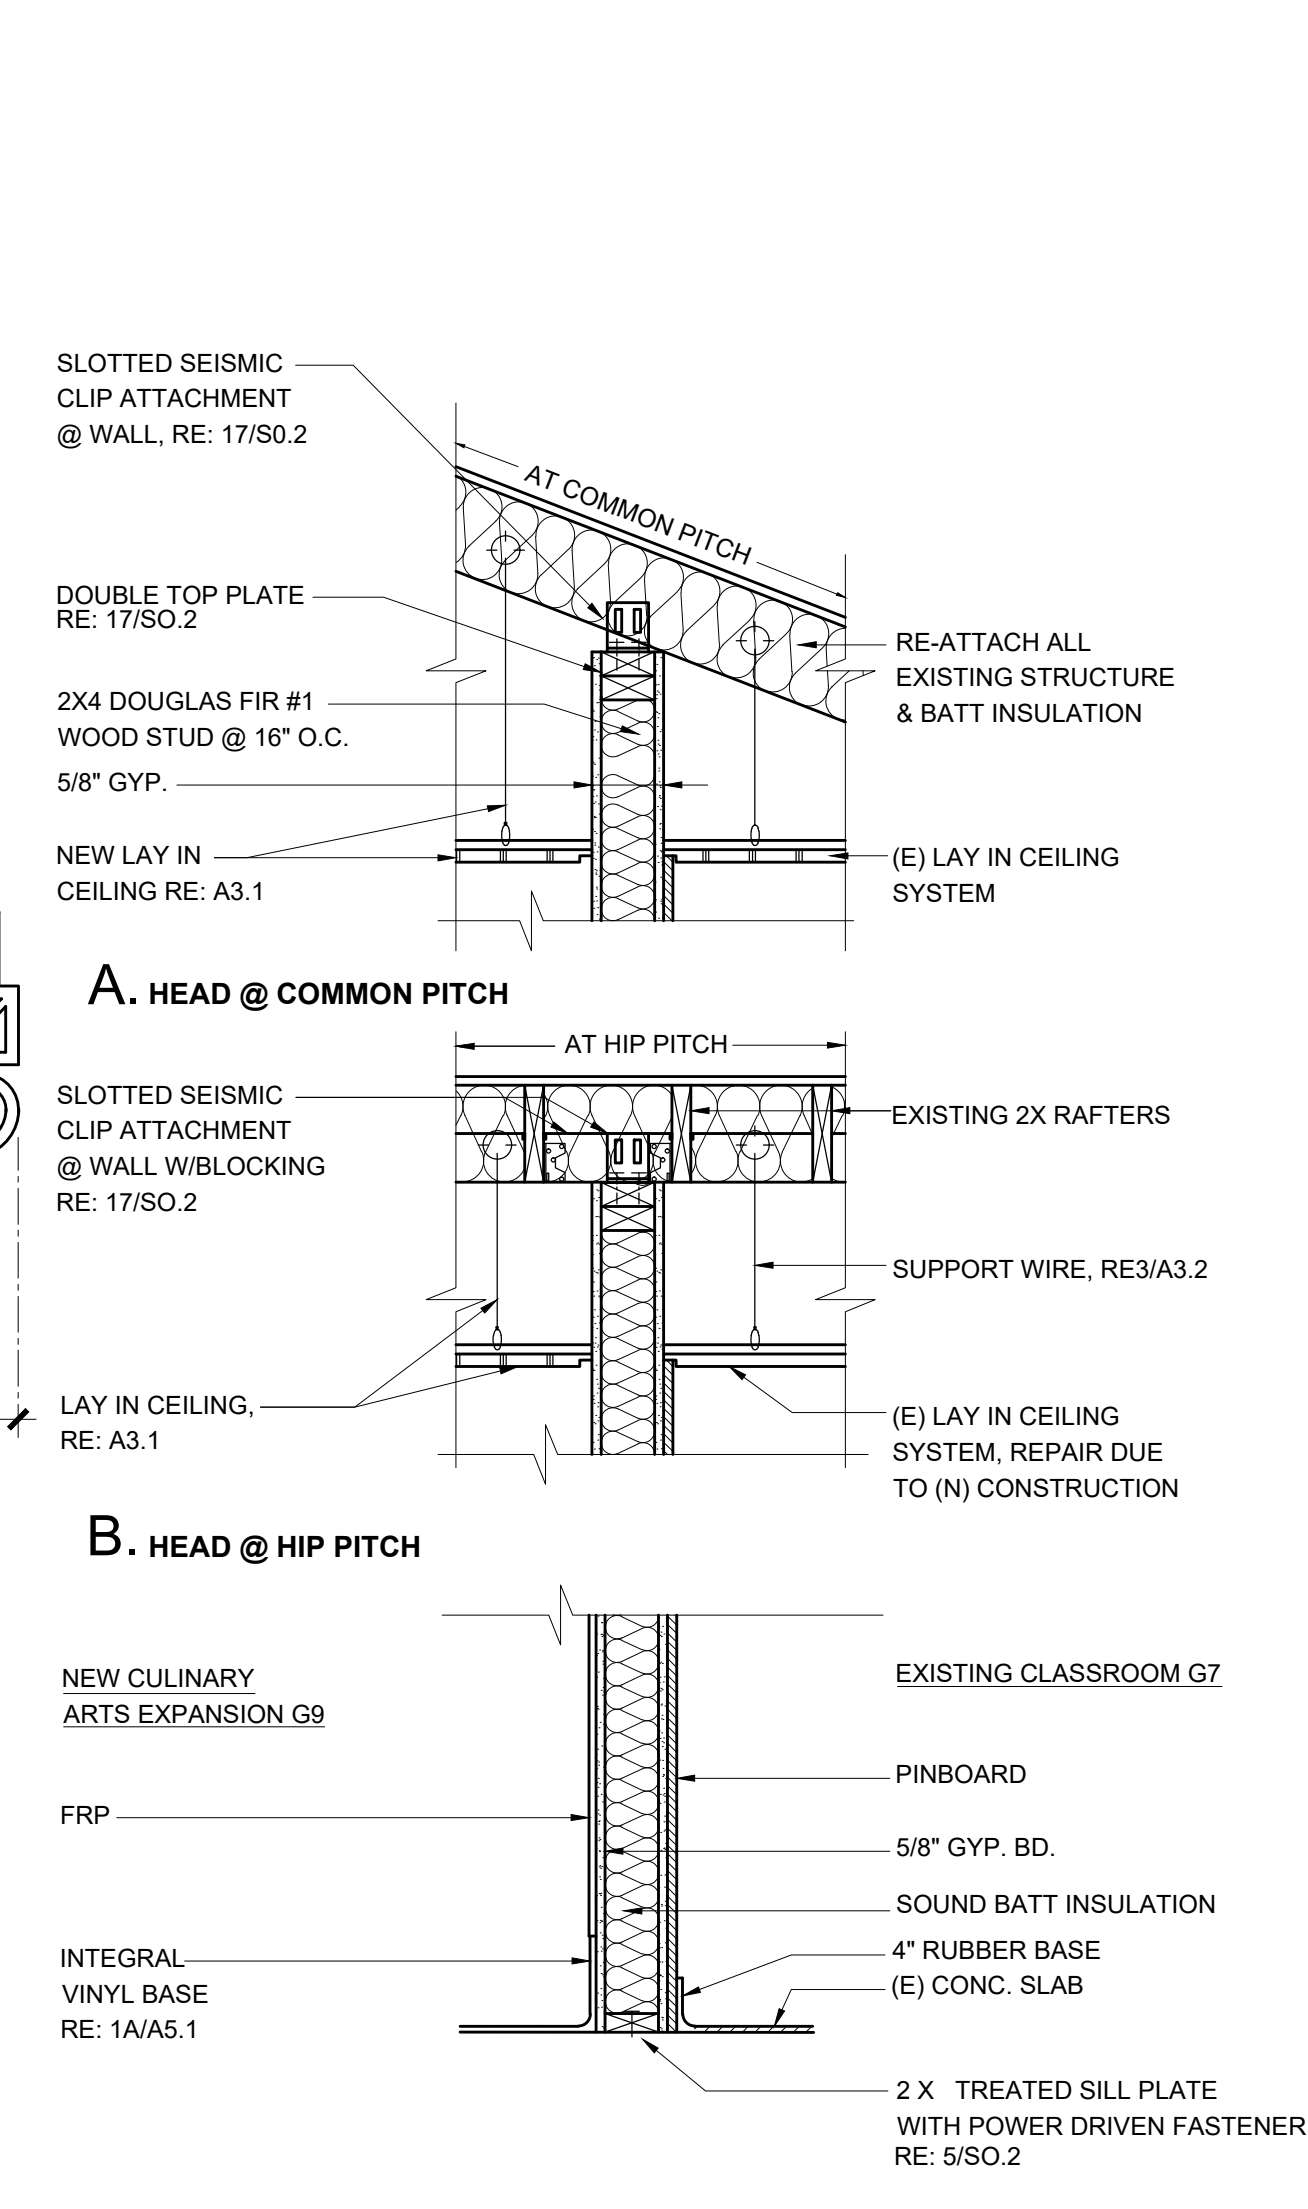 SLOTTED SEISMIC
CLIP ATTACHMENT
@ WALL, RE: 17/S0.2
AT COMMON PITCH
DOUBLE TOP PLATE
RE: 17/SO.2
RE-ATTACH ALL
EXISTING STRUCTURE
& BATT INSULATION
2X4 DOUGLAS FIR #1
WOOD STUD @ 16" O.C.
5/8" GYP.
NEW LAY IN
CEILING RE: A3.1
(E) LAY IN CEILING
SYSTEM
A. HEAD @ COMMON PITCH
AT HIP PITCH
SLOTTED SEISMIC
CLIP ATTACHMENT
@ WALL W/BLOCKING
RE: 17/SO.2
EXISTING 2X RAFTERS
SUPPORT WIRE, RE3/A3.2
LAY IN CEILING,
RE: A3.1
(E) LAY IN CEILING
SYSTEM, REPAIR DUE
TO (N) CONSTRUCTION
B. HEAD @ HIP PITCH
NEW CULINARY
ARTS EXPANSION G9
EXISTING CLASSROOM G7
PINBOARD
FRP
5/8" GYP. BD.
SOUND BATT INSULATION
4" RUBBER BASE
(E) CONC. SLAB
INTEGRAL
VINYL BASE
RE: 1A/A5.1
2 X TREATED SILL PLATE
WITH POWER DRIVEN FASTENER
RE: 5/SO.2